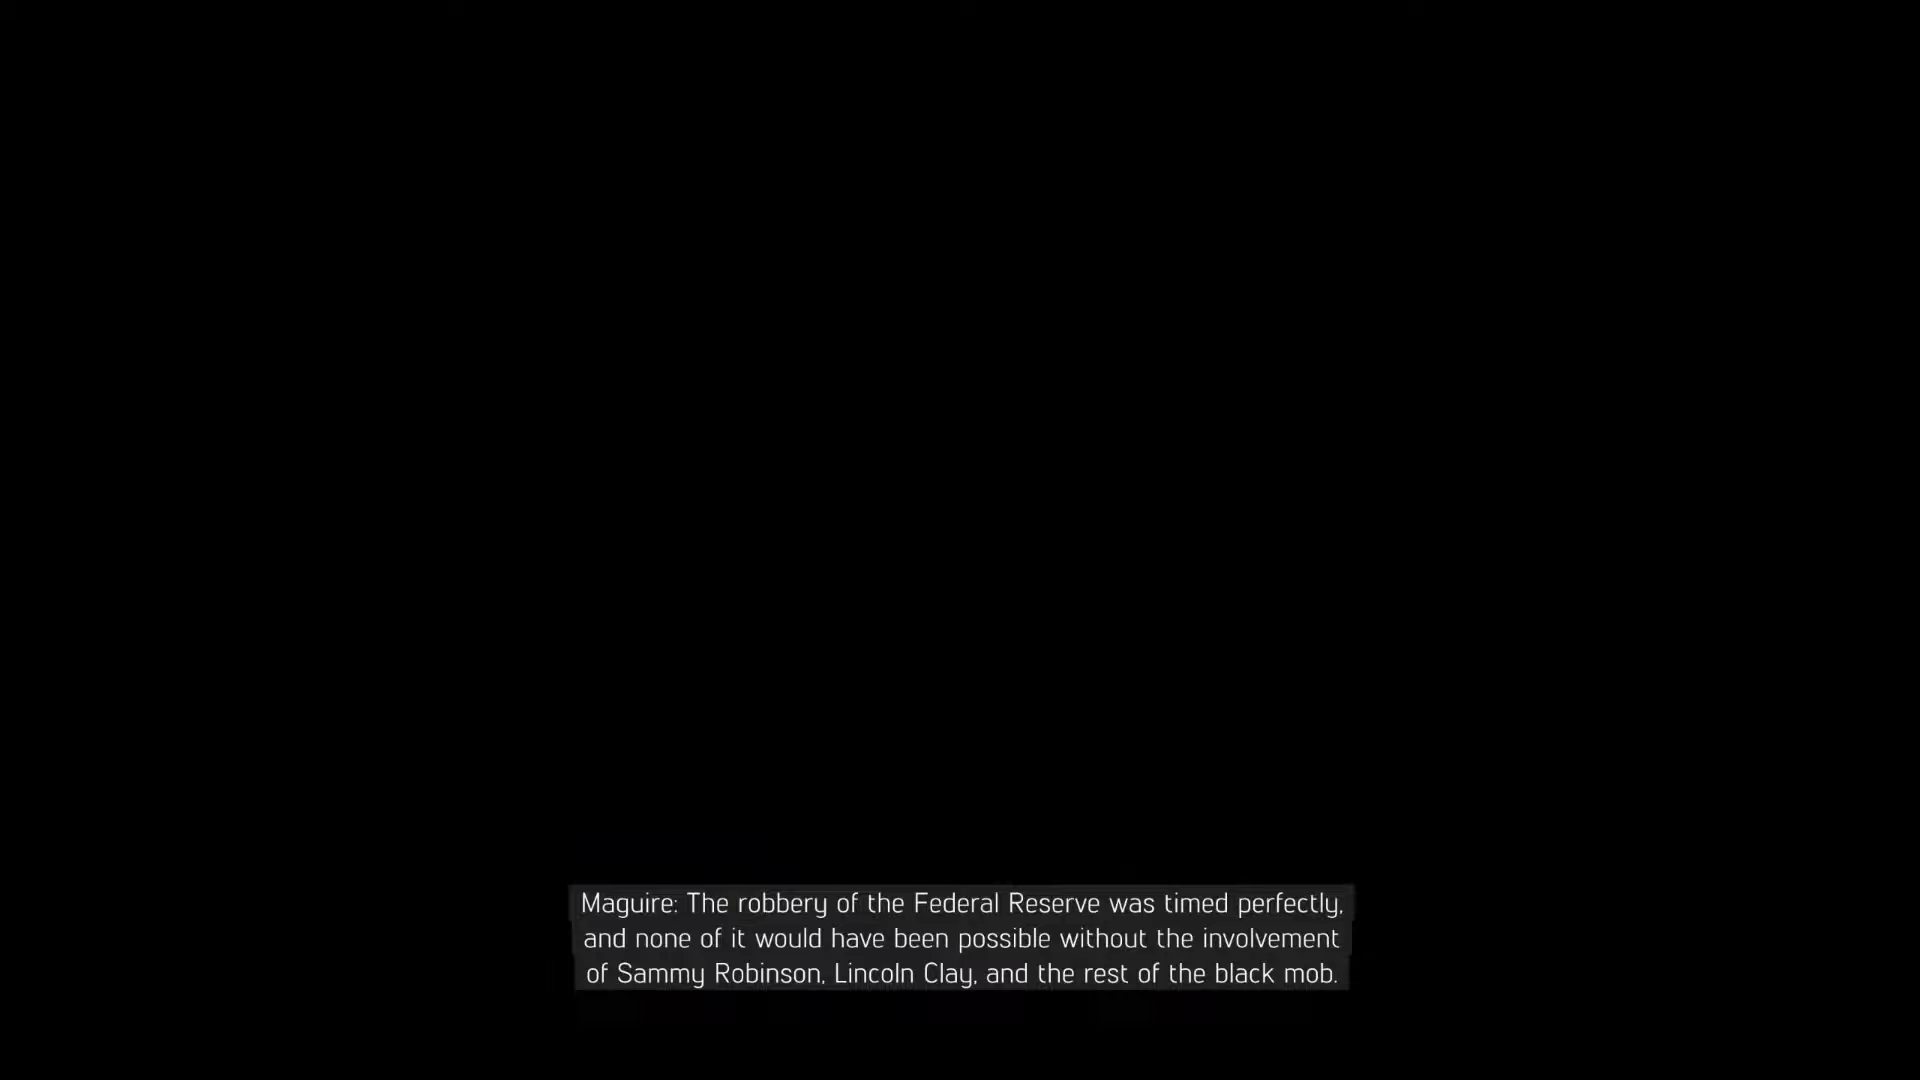 Maguire: The robbery of the Federal Reserve was timed perfectly,
and none of it would have been possible without the involvement
of Sammy Robinson, Lincoln Clay, and the rest of the black mob.